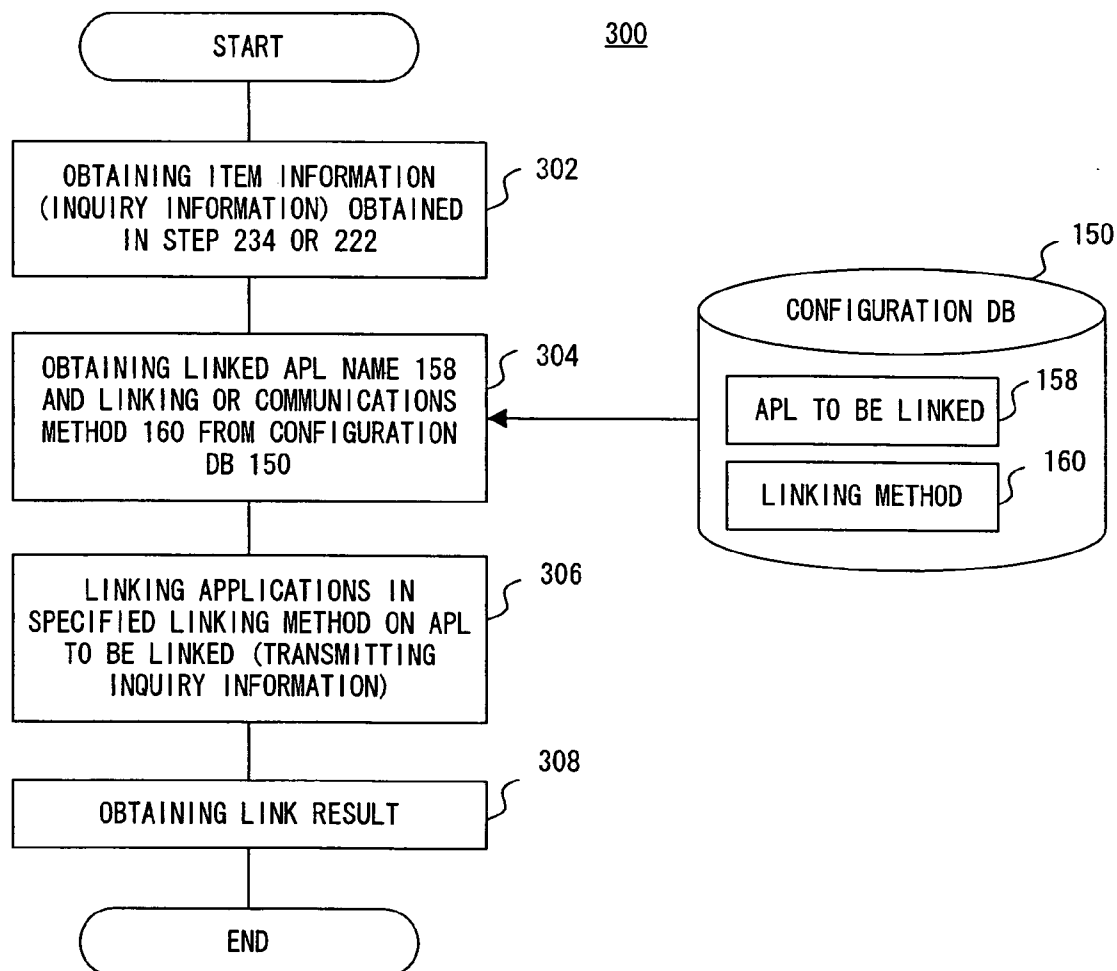 START
300
OBTAINING ITEM INFORMATION
(INQUIRY INFORMATION) OBTAINED
IN STEP 234 OR 222
302
OBTAINING LINKED APL NAME 158
AND LINKING OR COMMUNICATIONS
METHOD 160 FROM CONFIGURATION
DB 150
304
150
CONFIGURATION DB
APL TO BE LINKED
158
LINKING METHOD
160
LINKING APPLICATIONS IN
SPECIFIED LINKING METHOD ON APL
TO BE LINKED (TRANSMITTING
INQUIRY INFORMATION)
306
OBTAINING LINK RESULT
308
END